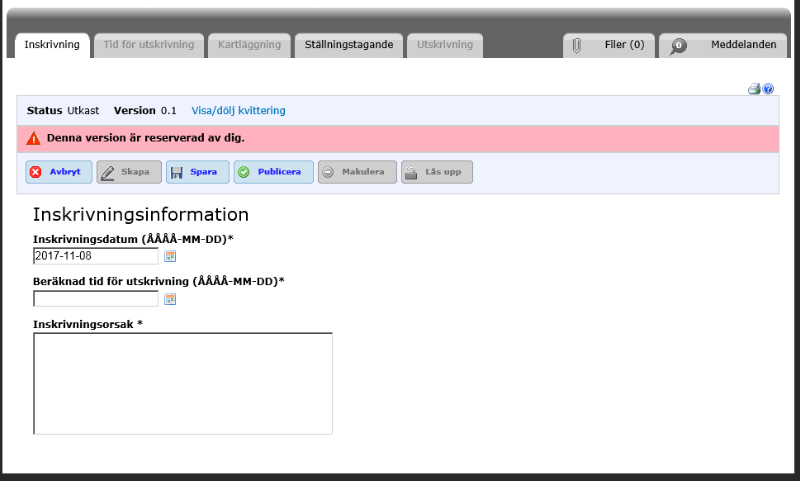 Inskrivning Tid för utskrivning Kartläggning Ställningstagande Utskrivning Filer (0) 0 Meddelanden
Status Utkast Version 0.1 Visa/dölj kvittering
Denna version är reserverad av dig.
Avbryt Skapa Spara Publicera Makulera Lås upp
Inskrivningsinformation
Inskrivningsdatum (ÅÅÅÅ-MM-DD)*
2017-11-08
Beräknad tid för utskrivning (ÅÅÅÅ-MM-DD)*
Inskrivningsorsak *